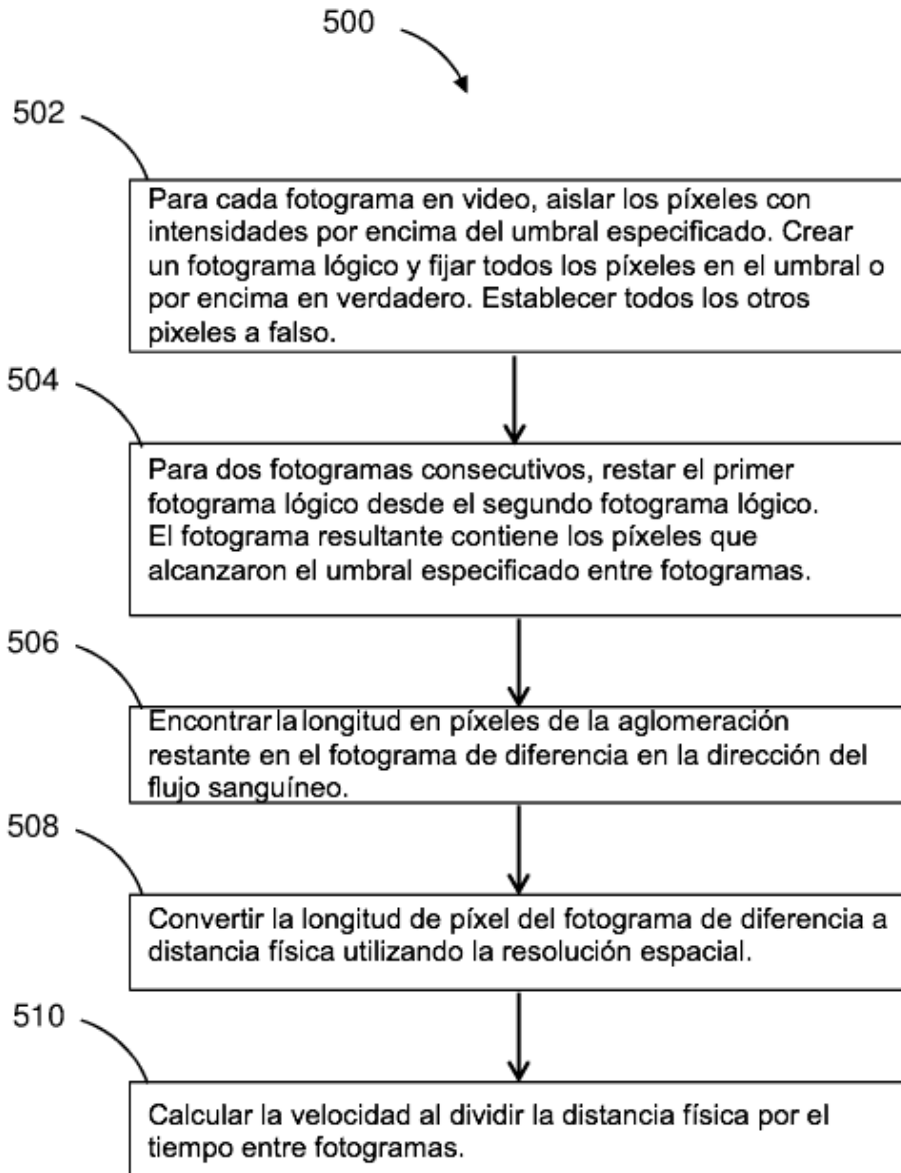 500
502
Para cada fotograma en video, aislar los píxeles con
intensidades por encima del umbral especificado. Crear
un fotograma lógico y fijar todos los píxeles en el umbral o
por encima en verdadero. Establecer todos los otros
pixeles a falso.
504
Para dos fotogramas consecutivos, restar el primer
fotograma lógico desde el segundo fotograma lógico.
El fotograma resultante contiene los píxeles que
alcanzaron el umbral especificado entre fotogramas.
506
Encontrar la longitud en píxeles de la aglomeración
restante en el fotograma de diferencia en la dirección del
flujo sanguíneo.
508
Convertir la longitud de píxel del fotograma de diferencia a
distancia física utilizando la resolución espacial.
510
Calcular la velocidad al dividir la distancia física por el
tiempo entre fotogramas.